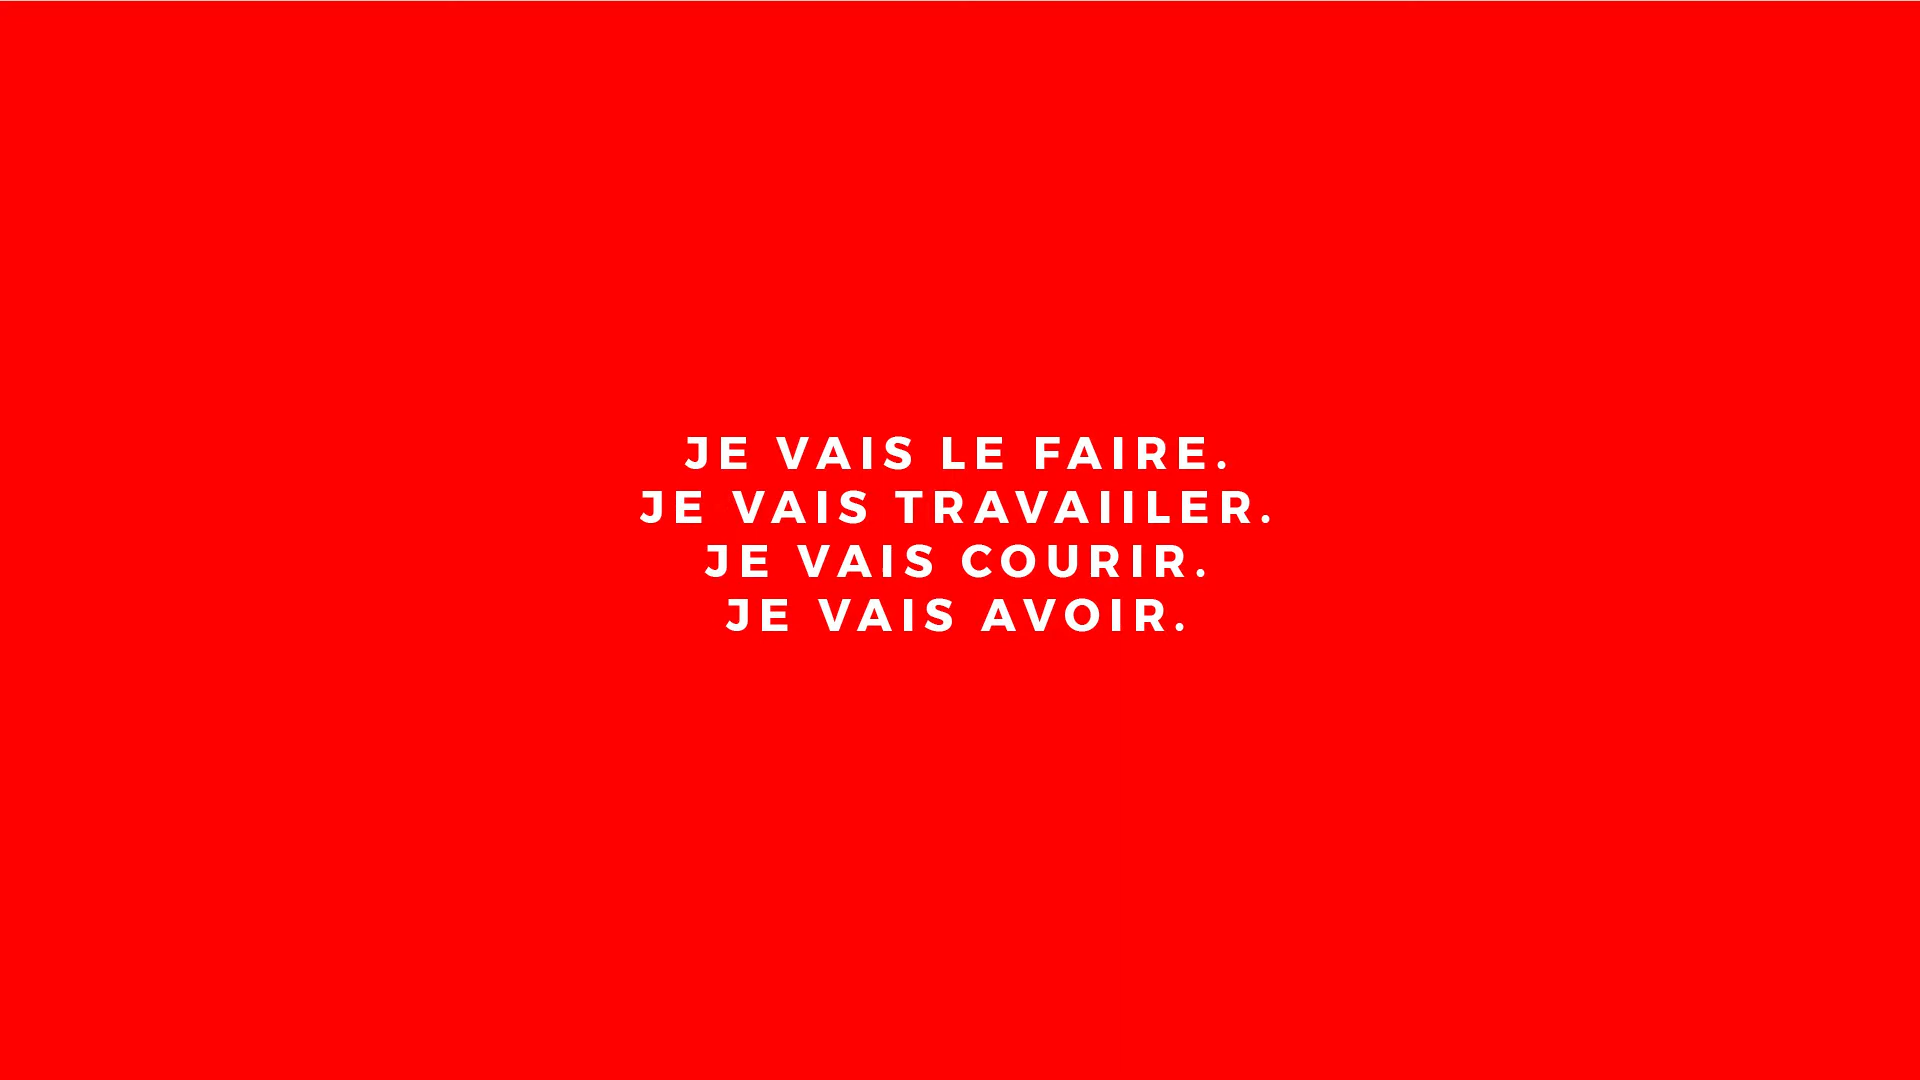 JE VAIS LE FAIRE.
JE VAIS TRAVAIILER.
JE VAIS COURIR.
JE VAIS AVOIR.